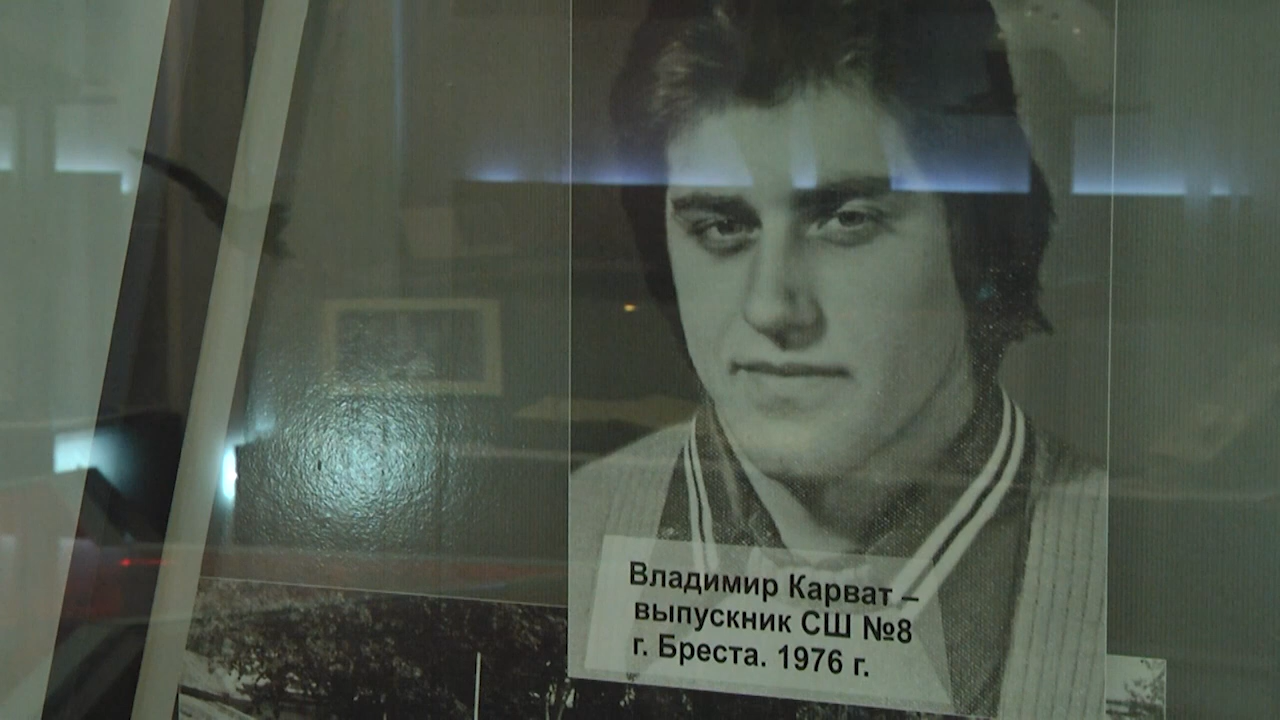 Владимир Карват –
выпускник СШ №8
г. Бреста. 1976 г.